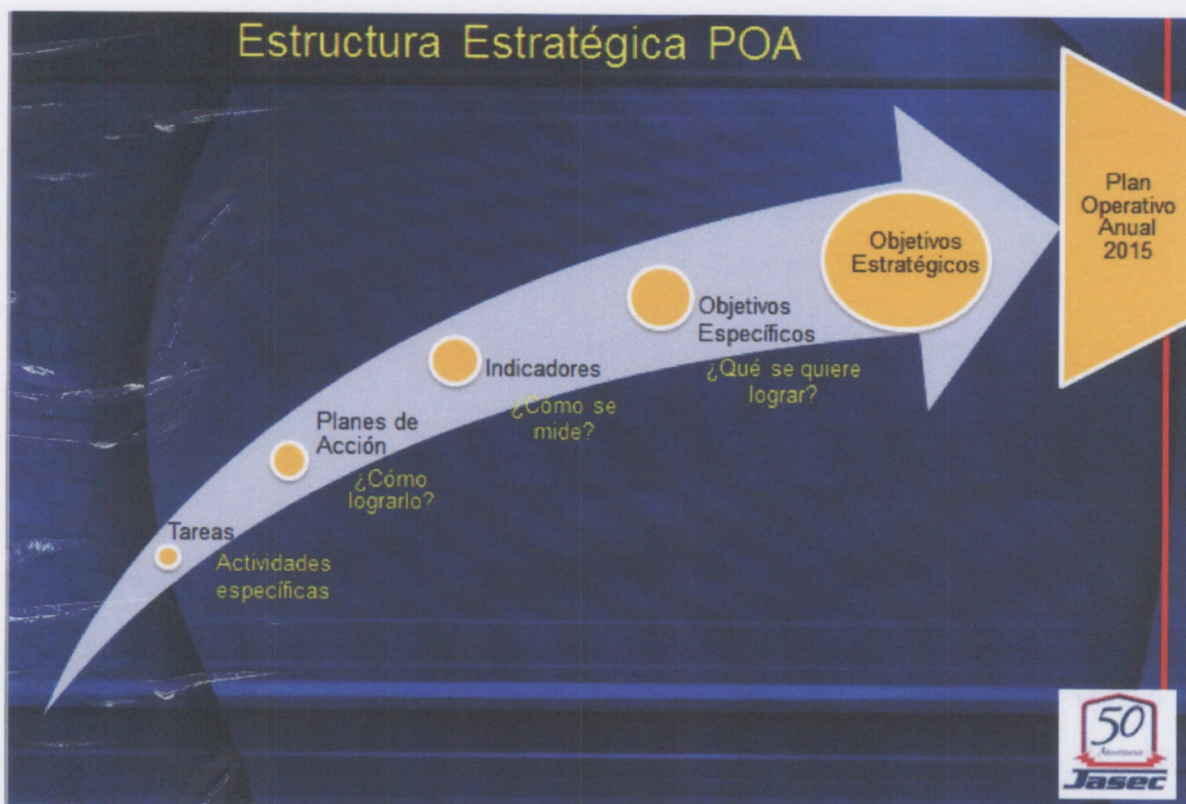 Estructura Estratégica POA
Plan
Operativo
Anual
2015
Objetivos
Estratégicos
Objetivos
Específicos
¿Qué se quiere
lograr?
Indicadores
¿Cómo se
mide?
Planes de
Acción
¿Cómo
lograrlo?
Tareas
Actividades
específicas
50
Aniversario
Jasec